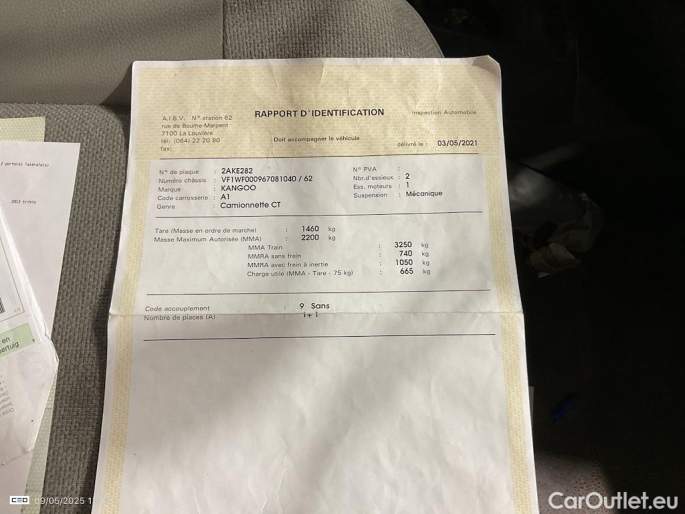 A.I.B.V. N° station 62
rue de Baume-Marpent
7100 La Louvière
tél: (064) 22 20 80
fax:
RAPPORT D'IDENTIFICATION
Inspection Automobile
Doit accompagner le véhicule
délivré le : 03/05/2021
N° de plaque : 2AKE282
Numéro châssis : VF1WF000967081040 / 62
Marque : KANGOO
Code carrosserie : A1
Genre : Camionnette CT
N° PVA :
Nbr.d'essieux : 2
Ess. moteurs : 1
Suspension : Mécanique
Tare (Masse en ordre de marche) : 1460 kg
Masse Maximum Autorisée (MMA) : 2200 kg
MMA Train : 3250 kg
MMRA sans frein : 740 kg
MMRA avec frein à inertie : 1050 kg
Charge utile (MMA - Tare - 75 kg) : 665 kg
Code accouplement : 9 Sans
Nombre de places (A) : 1+ 1
en
09/05/2025 1
CarOutlet.eu